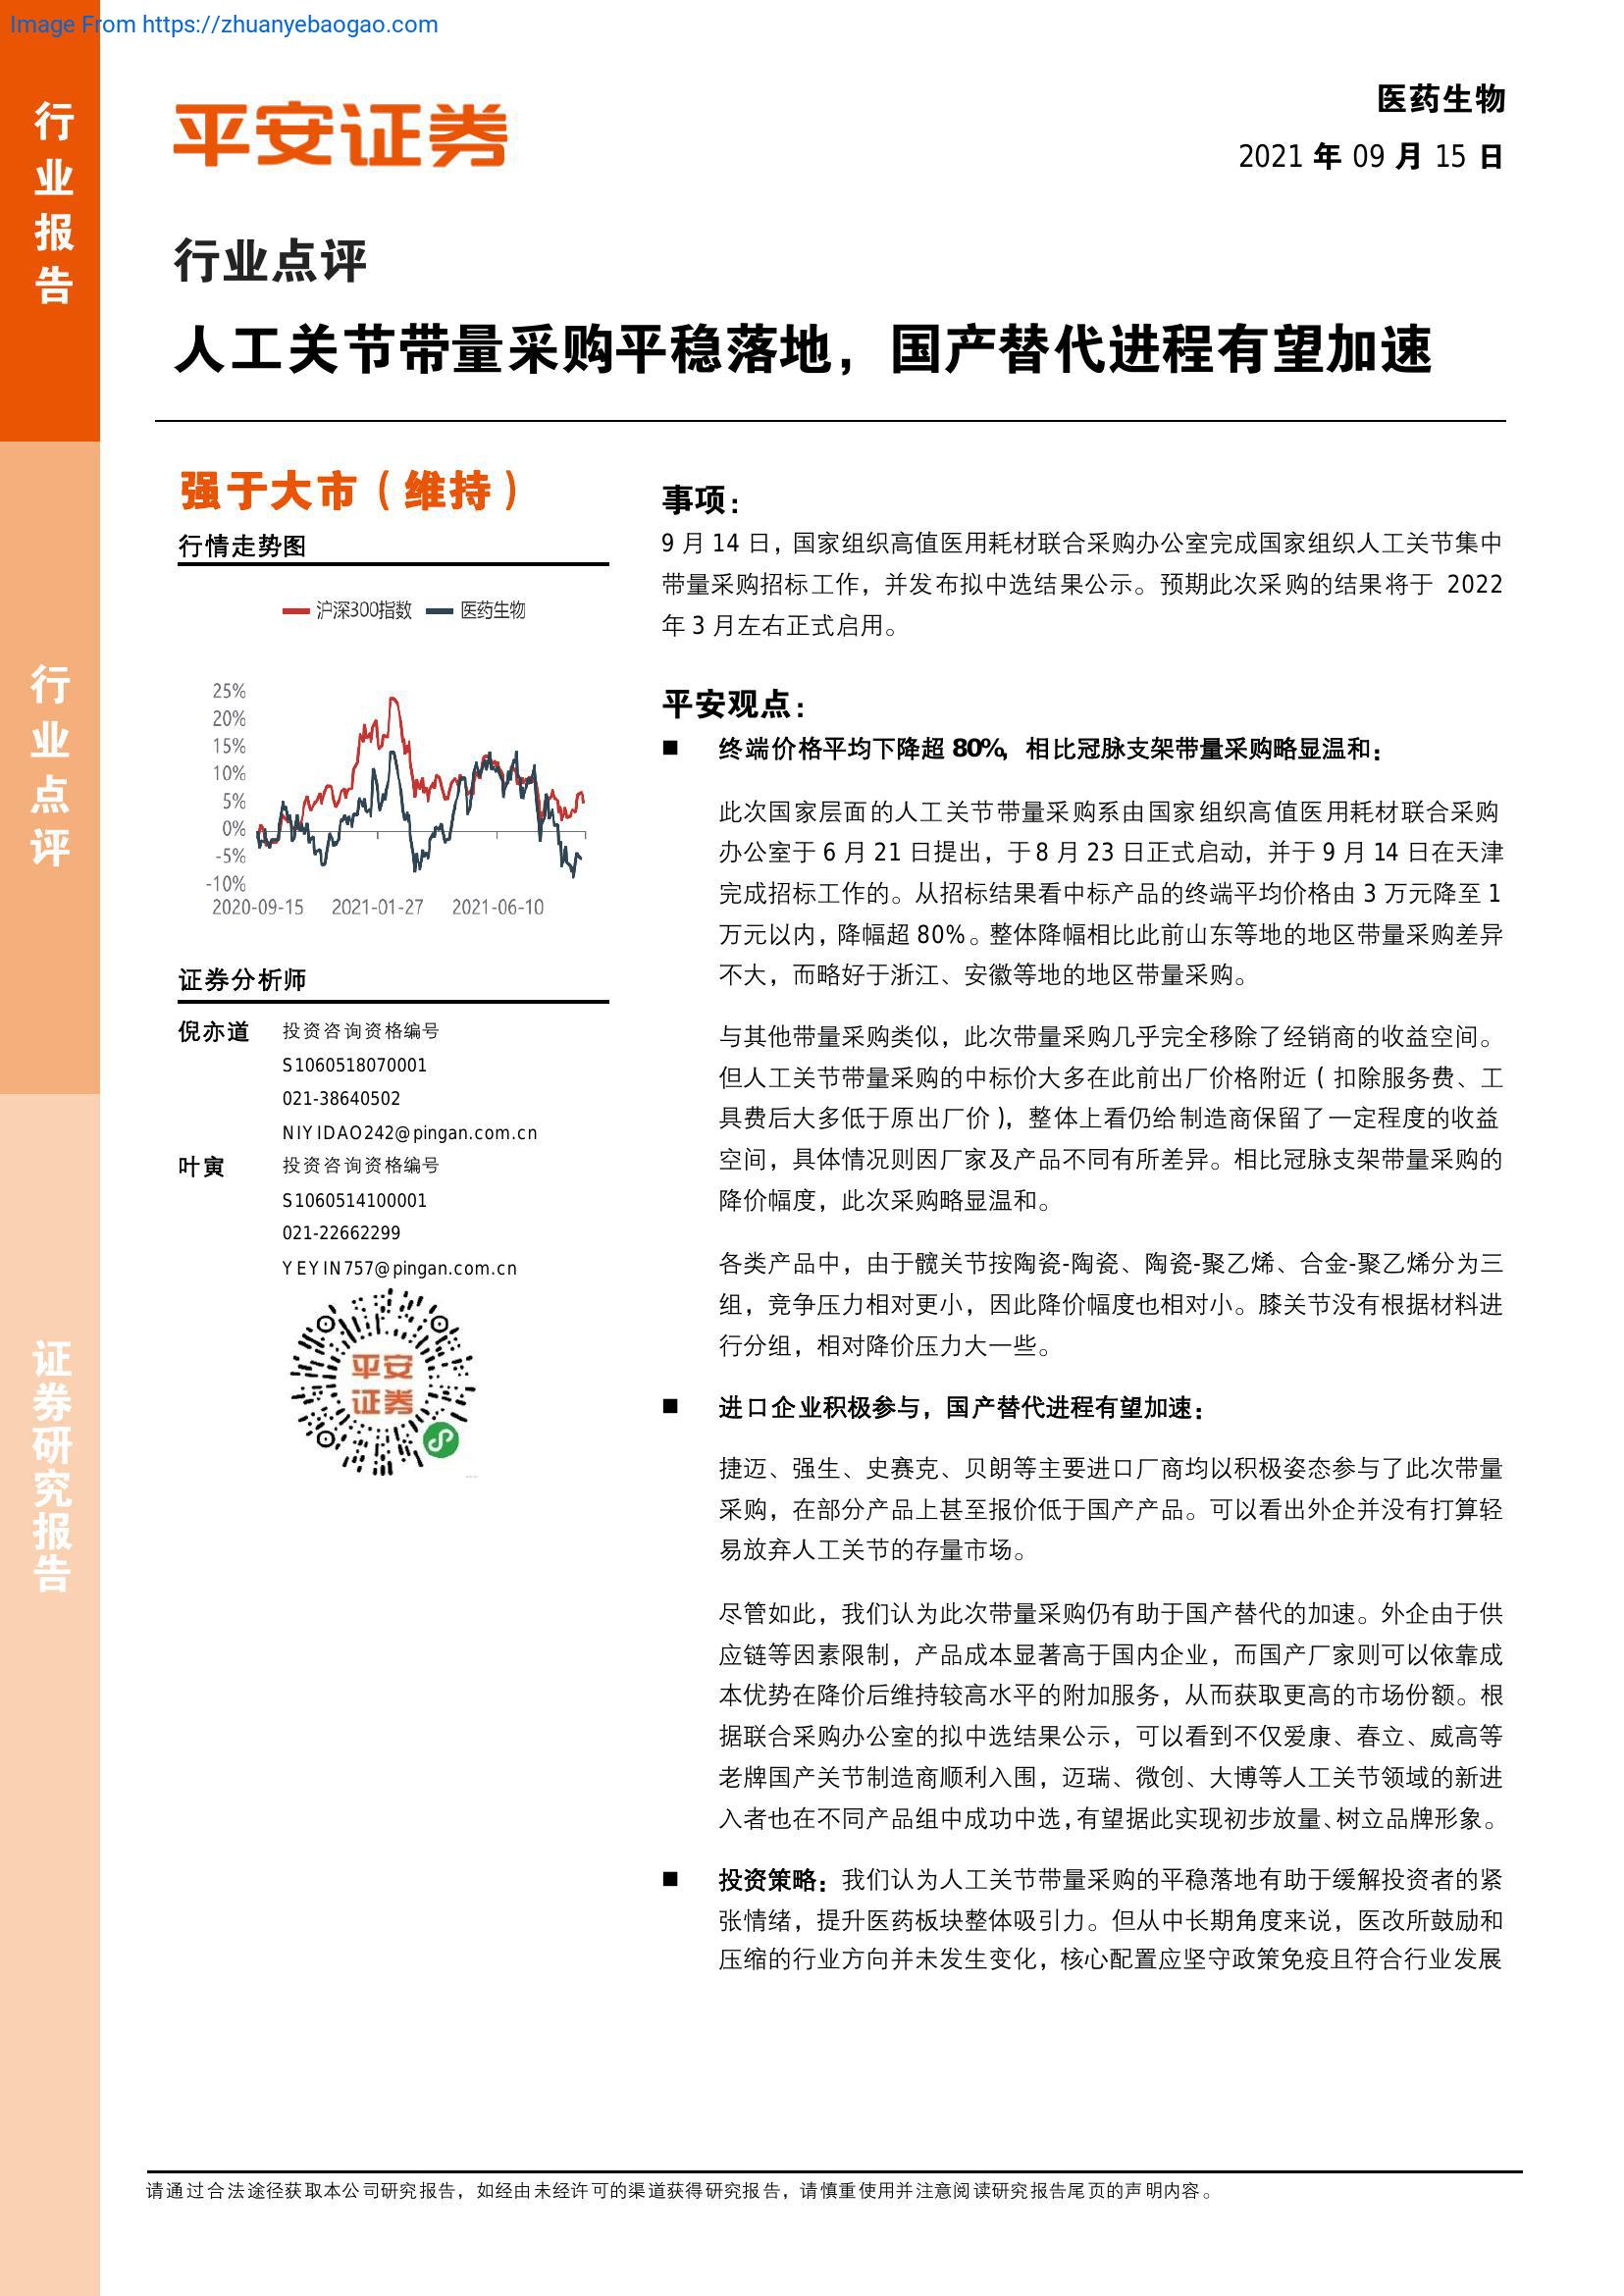 Image From https://zhuanyebaogao.com
行业报告
行业点评
证券研究报告
平安证券
医药生物
2021 年 09 月 15 日
行业点评
人工关节带量采购平稳落地，国产替代进程有望加速
强于大市（维持）
行情走势图
沪深300指数 医药生物
25%
20%
15%
10%
5%
0%
-5%
-10%
2020-09-15 2021-01-27 2021-06-10
证券分析师
倪亦道 投资咨询资格编号
S1060518070001
021-38640502
NIYIDAO242@pingan.com.cn
叶寅 投资咨询资格编号
S1060514100001
021-22662299
YEYIN757@pingan.com.cn
平安
证券
事项：
9 月 14 日，国家组织高值医用耗材联合采购办公室完成国家组织人工关节集中
带量采购招标工作，并发布拟中选结果公示。预期此次采购的结果将于 2022
年 3 月左右正式启用。
平安观点：
■ 终端价格平均下降超 80%，相比冠脉支架带量采购略显温和：
此次国家层面的人工关节带量采购系由国家组织高值医用耗材联合采购
办公室于 6 月 21 日提出，于 8 月 23 日正式启动，并于 9 月 14 日在天津
完成招标工作的。从招标结果看中标产品的终端平均价格由 3 万元降至 1
万元以内，降幅超 80%。整体降幅相比此前山东等地的地区带量采购差异
不大，而略好于浙江、安徽等地的地区带量采购。
与其他带量采购类似，此次带量采购几乎完全移除了经销商的收益空间。
但人工关节带量采购的中标价大多在此前出厂价格附近（扣除服务费、工
具费后大多低于原出厂价），整体上看仍给制造商保留了一定程度的收益
空间，具体情况则因厂家及产品不同有所差异。相比冠脉支架带量采购的
降价幅度，此次采购略显温和。
各类产品中，由于髋关节按陶瓷-陶瓷、陶瓷-聚乙烯、合金-聚乙烯分为三
组，竞争压力相对更小，因此降价幅度也相对小。膝关节没有根据材料进
行分组，相对降价压力大一些。
■ 进口企业积极参与，国产替代进程有望加速：
捷迈、强生、史赛克、贝朗等主要进口厂商均以积极姿态参与了此次带量
采购，在部分产品上甚至报价低于国产产品。可以看出外企并没有打算轻
易放弃人工关节的存量市场。
尽管如此，我们认为此次带量采购仍有助于国产替代的加速。外企由于供
应链等因素限制，产品成本显著高于国内企业，而国产厂家则可以依靠成
本优势在降价后维持较高水平的附加服务，从而获取更高的市场份额。根
据联合采购办公室的拟中选结果公示，可以看到不仅爱康、春立、威高等
老牌国产关节制造商顺利入围，迈瑞、微创、大博等人工关节领域的新进
入者也在不同产品组中成功中选，有望据此实现初步放量、树立品牌形象。
■ 投资策略：我们认为人工关节带量采购的平稳落地有助于缓解投资者的紧
张情绪，提升医药板块整体吸引力。但从中长期角度来说，医改所鼓励和
压缩的行业方向并未发生变化，核心配置应坚守政策免疫且符合行业发展
请通过合法途径获取本公司研究报告，如经由未经许可的渠道获得研究报告，请慎重使用并注意阅读研究报告尾页的声明内容。